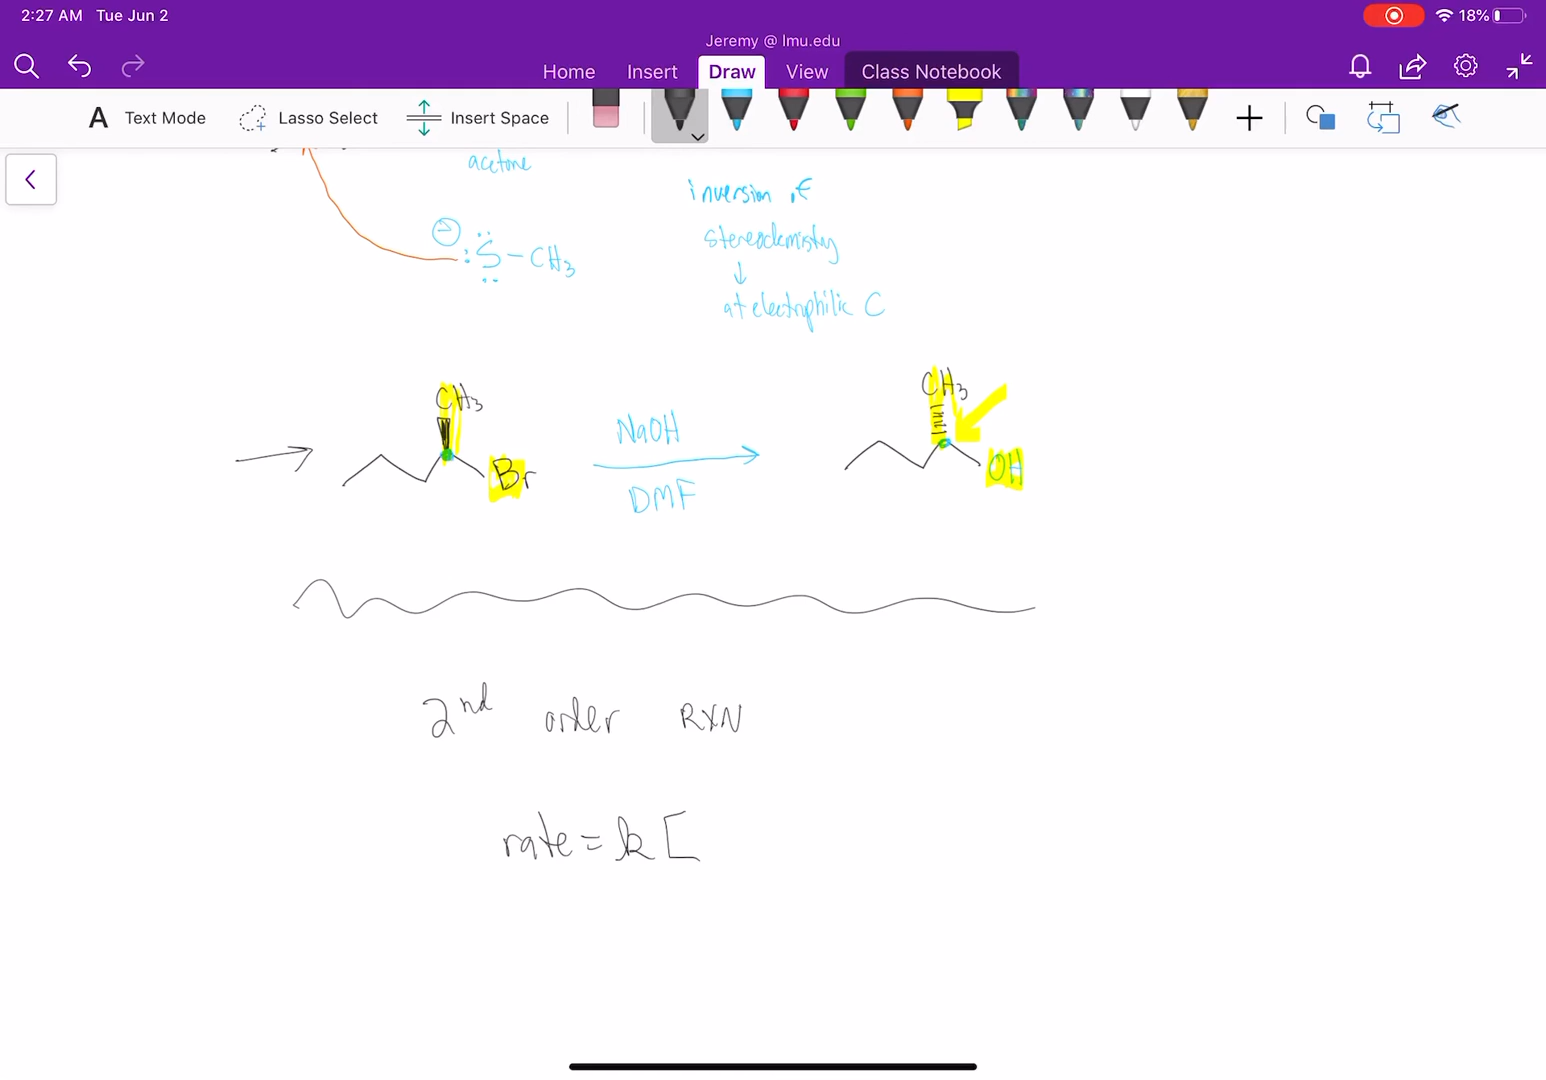 2:27 AM Tue Jun 2
18%
Jeremy @ lmu.edu
Home Insert Draw View Class Notebook
A Text Mode Lasso Select Insert Space
acetone
inversion of
stereochemistry
↓
at electrophilic C
:S̈ – CH3
CH3
Br
NaOH
DMF
CH3
OH
2nd order RXN
rate = k [